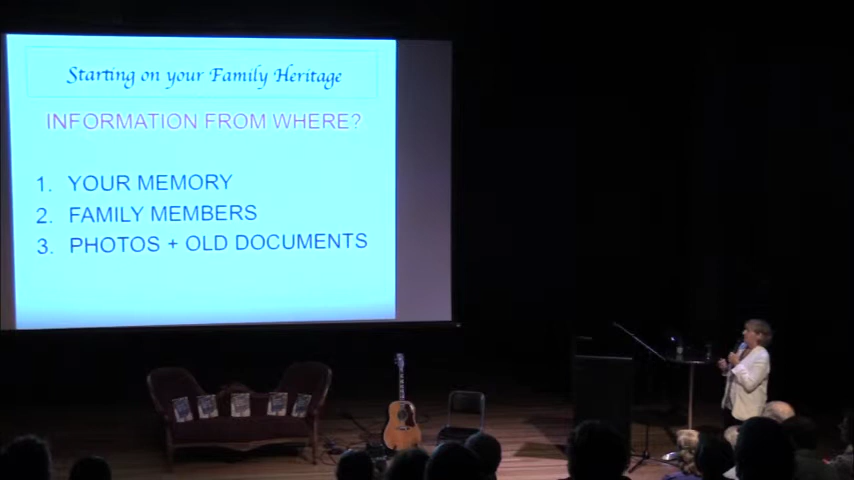 Starting on your Family Heritage
INFORMATION FROM WHERE?
1. YOUR MEMORY
2. FAMILY MEMBERS
3. PHOTOS + OLD DOCUMENTS